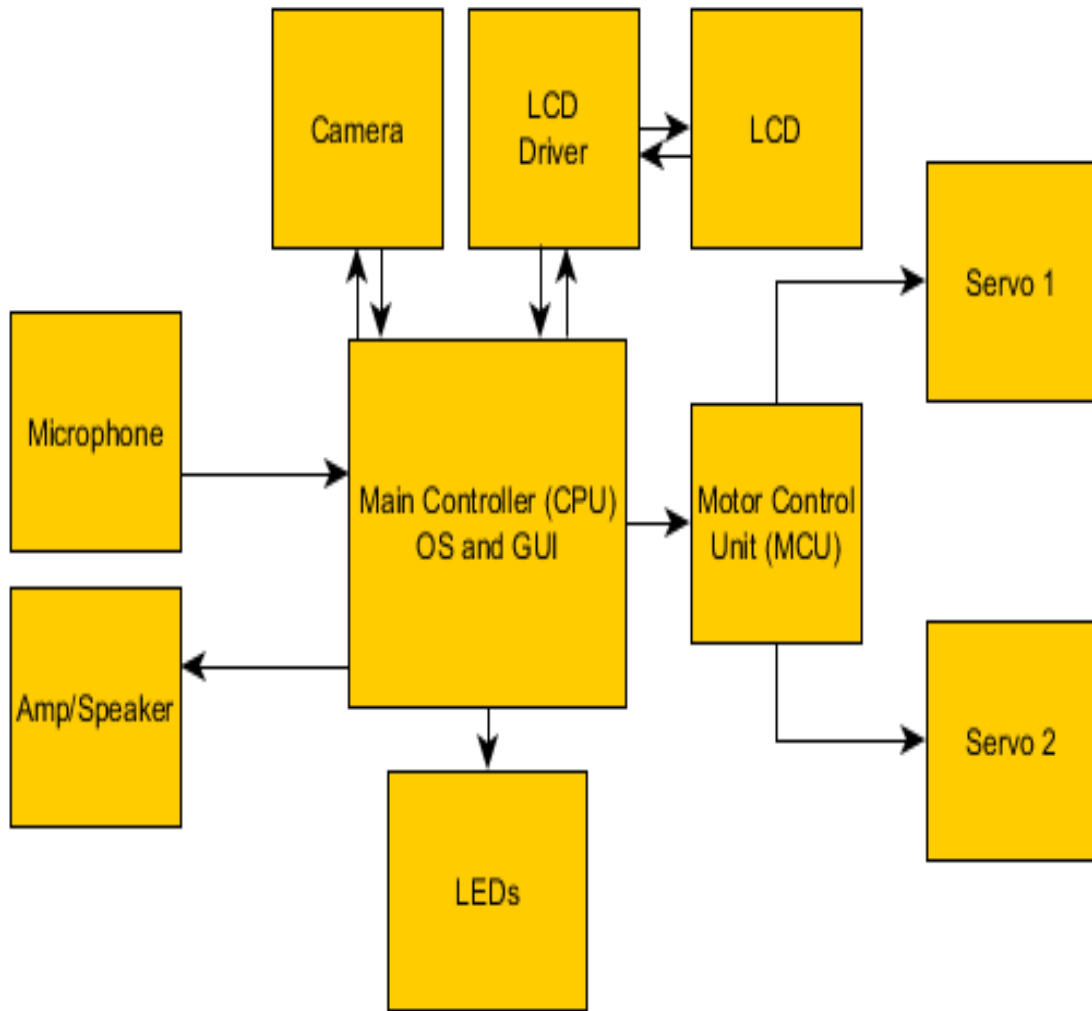 Camera
LCD
Driver
LCD
Servo 1
Microphone
Main Controller (CPU)
OS and GUI
Motor Control
Unit (MCU)
Amp/Speaker
Servo 2
LEDs